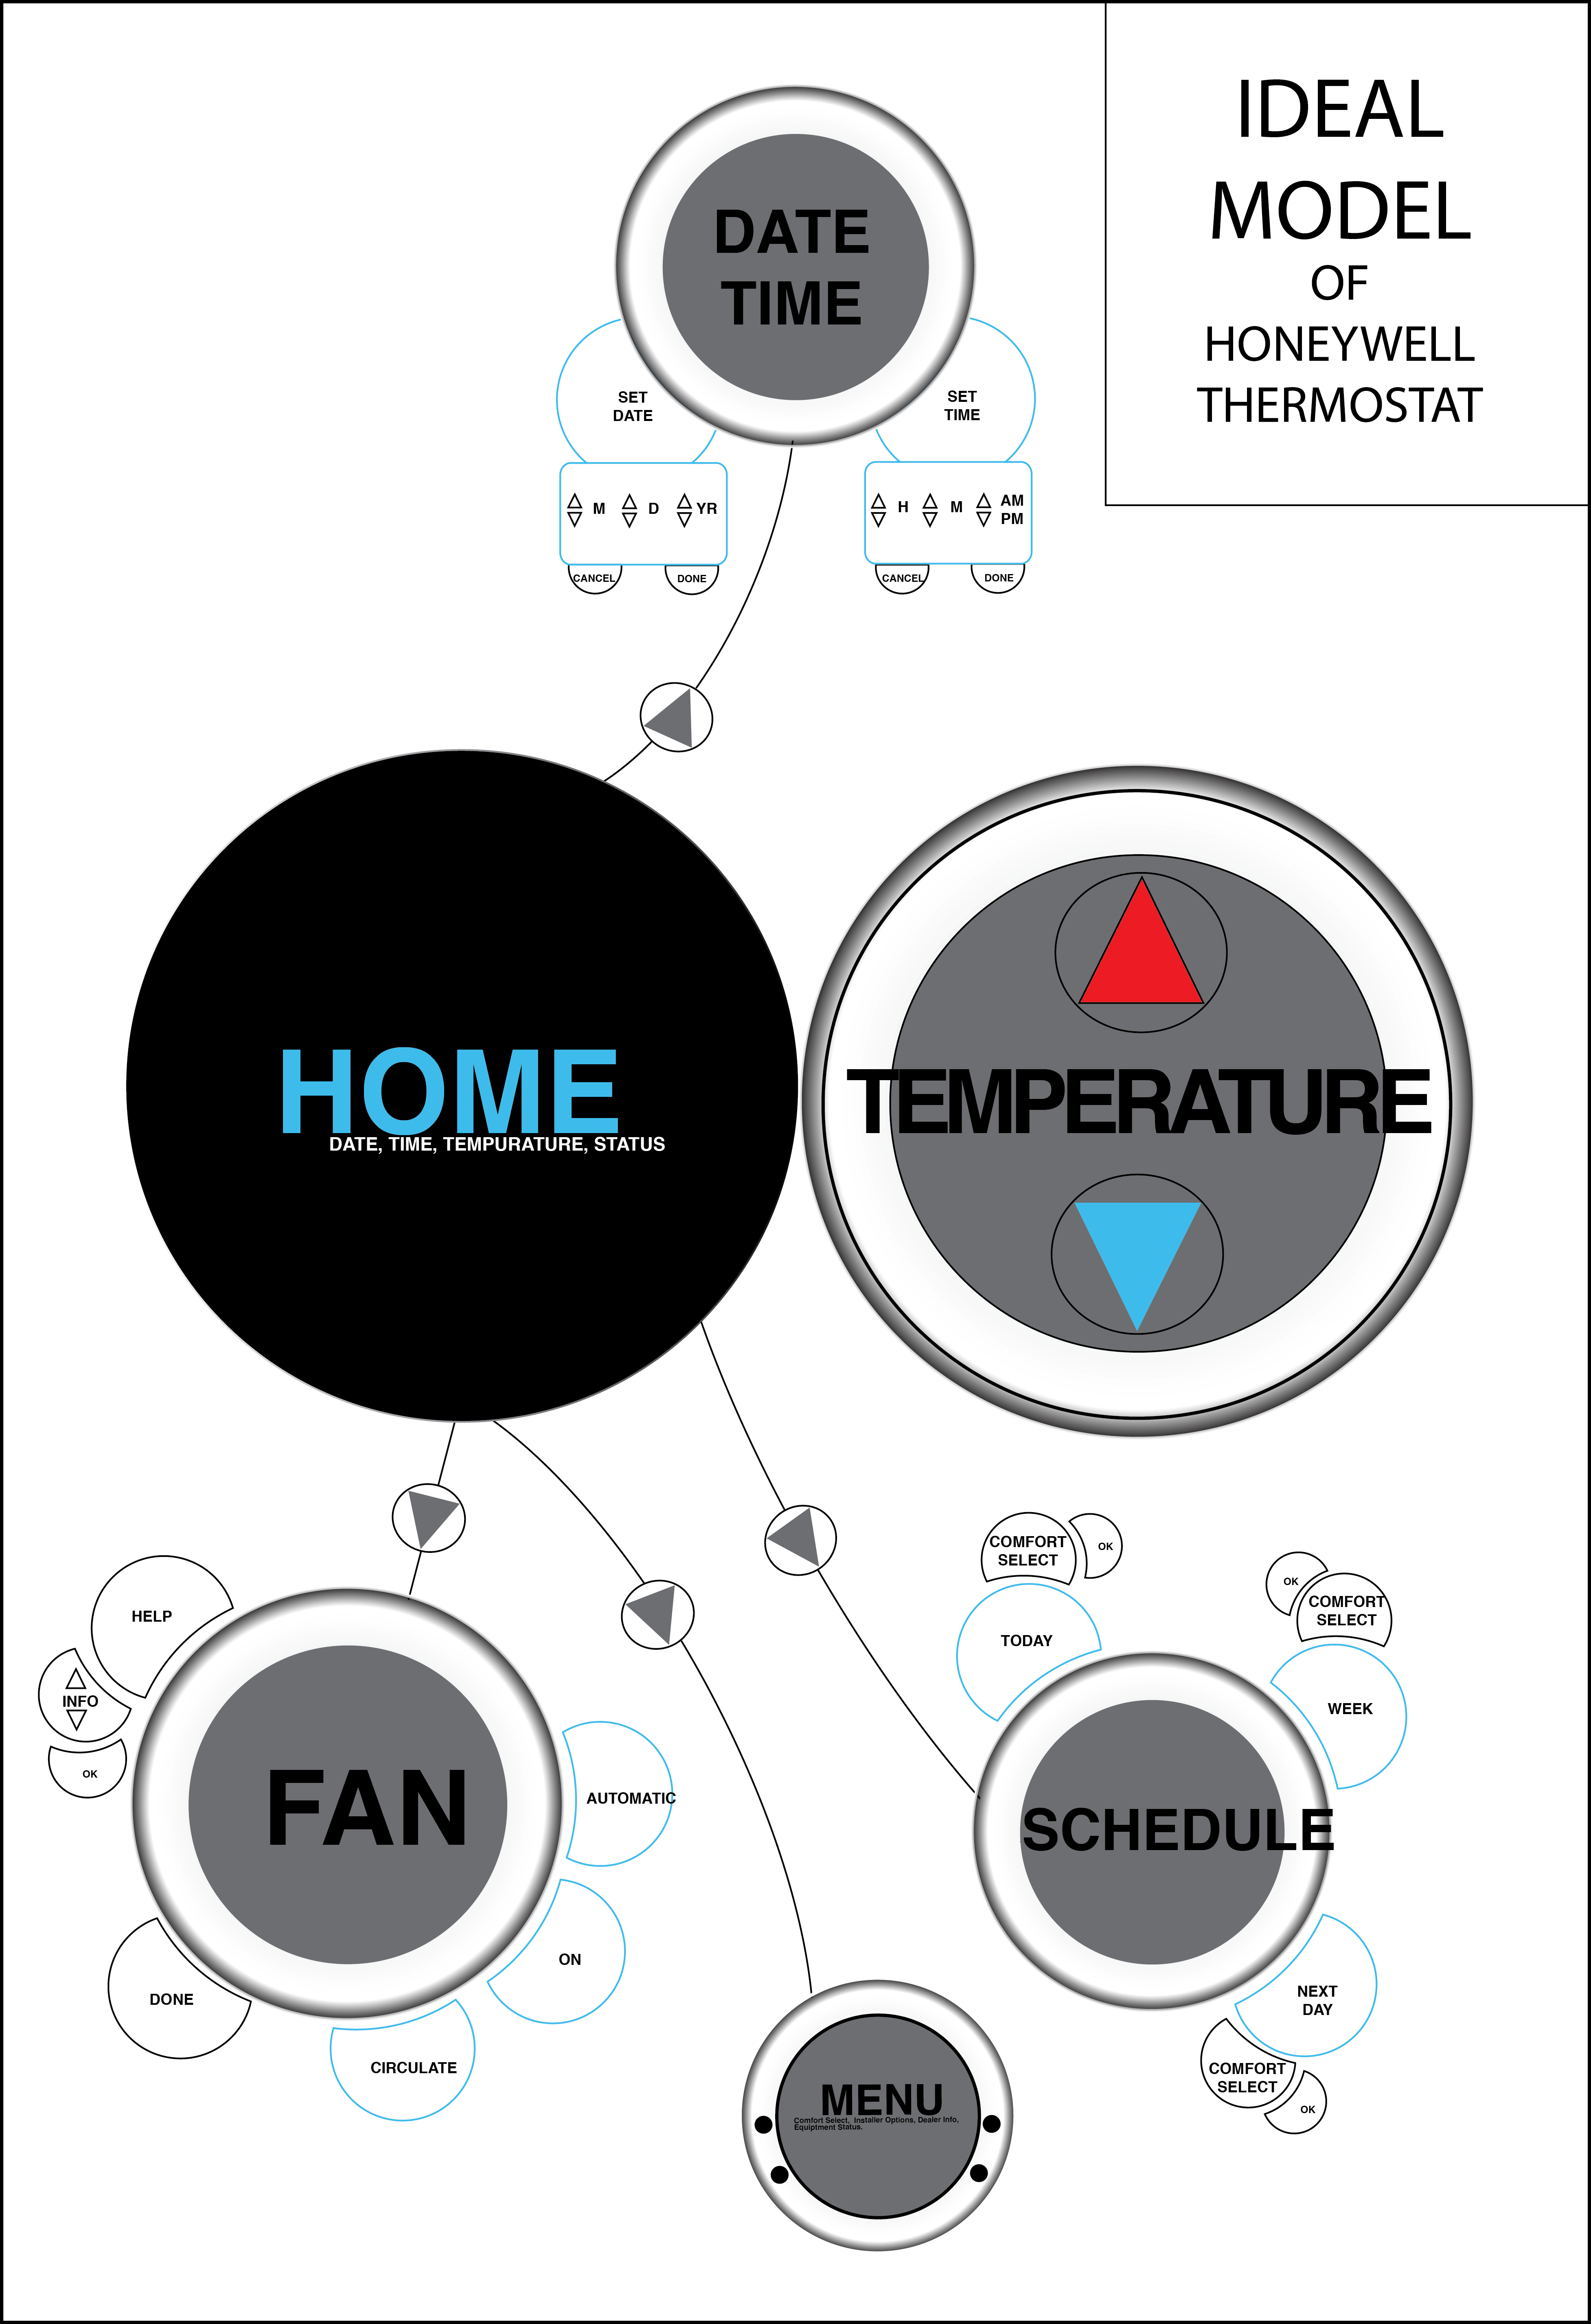 IDEAL
MODEL
OF
HONEYWELL
THERMOSTAT
DATE
TIME
SET
DATE
SET
TIME
M D YR
H M AM
PM
CANCEL DONE
CANCEL DONE
HOME
DATE, TIME, TEMPURATURE, STATUS
TEMPERATURE
HELP
INFO
OK
FAN
AUTOMATIC
ON
DONE
CIRCULATE
COMFORT
SELECT
OK
TODAY
OK
COMFORT
SELECT
WEEK
SCHEDULE
NEXT
DAY
COMFORT
SELECT
OK
MENU
Comfort Select, Installer Options, Dealer Info,
Equiptment Status.